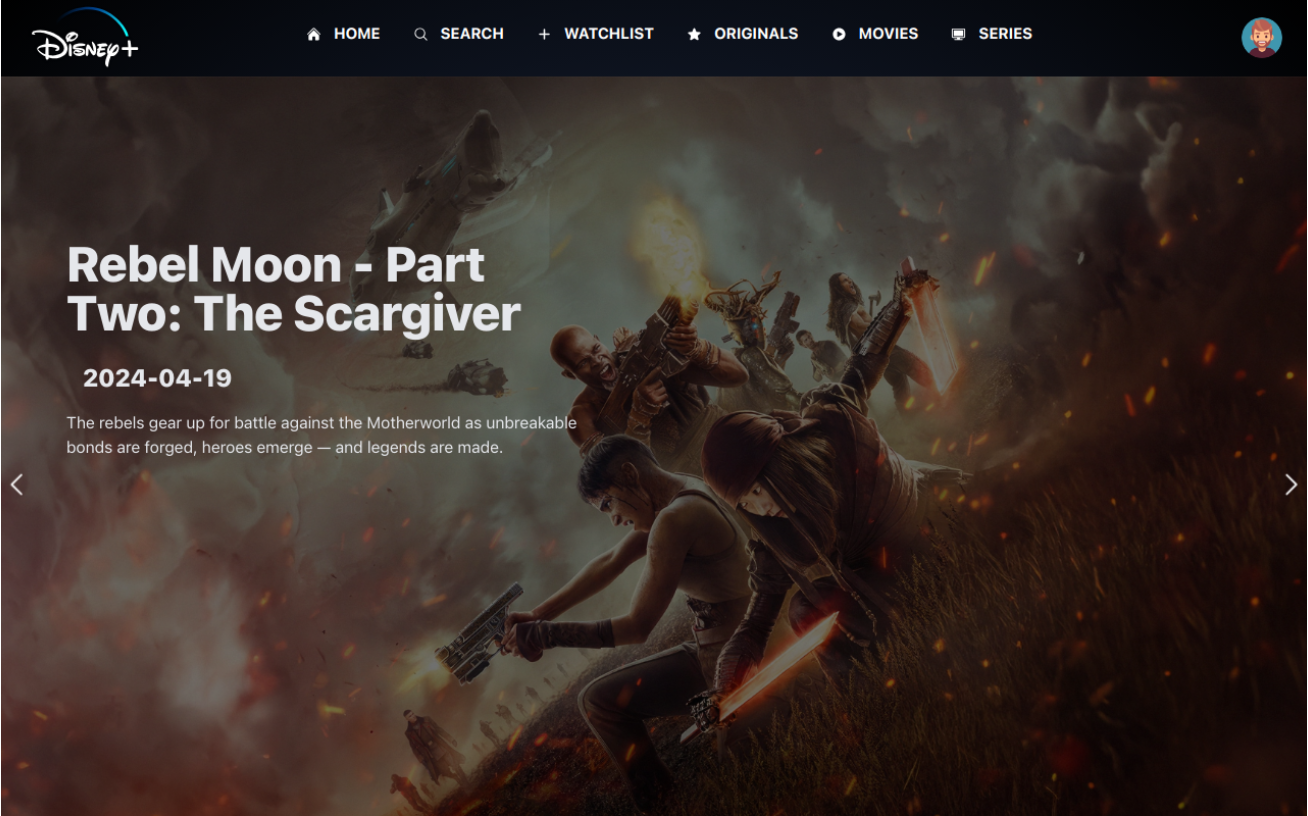 Disney+
HOME
SEARCH
WATCHLIST
ORIGINALS
MOVIES
SERIES
Rebel Moon - Part
Two: The Scargiver
2024-04-19
The rebels gear up for battle against the Motherworld as unbreakable
bonds are forged, heroes emerge — and legends are made.